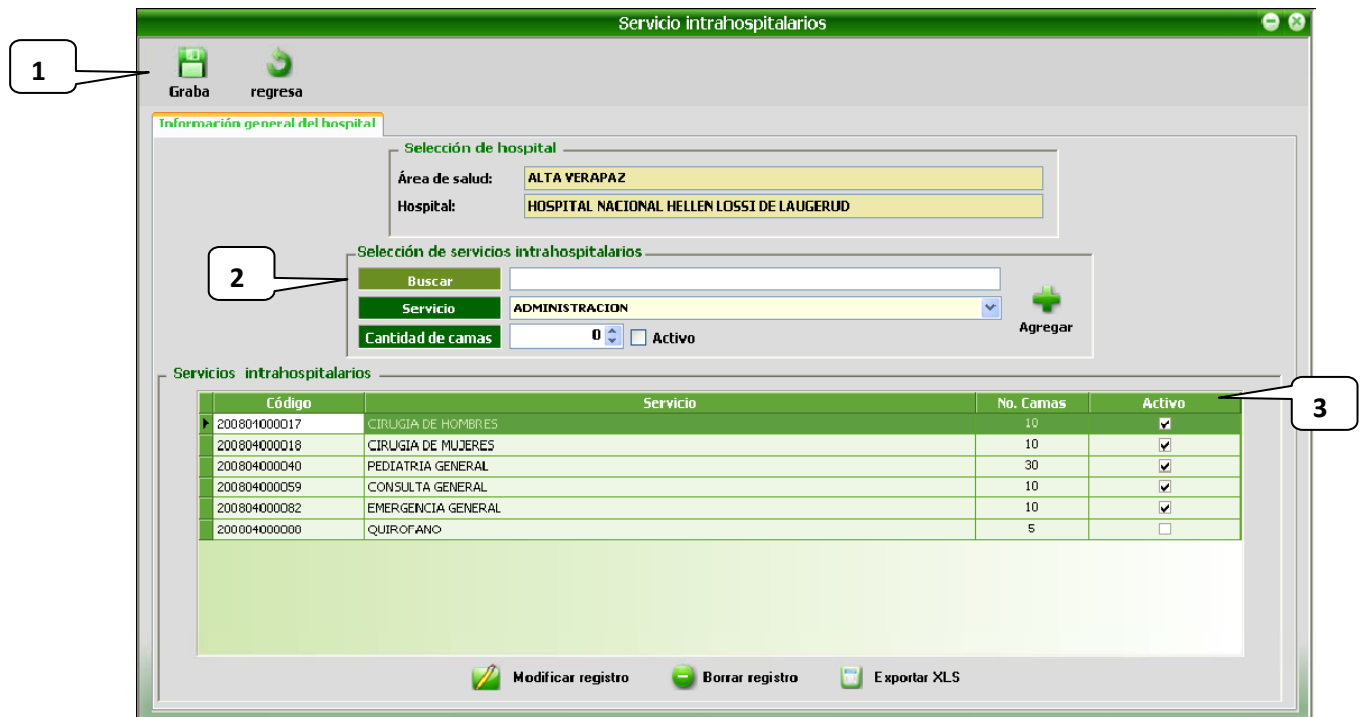 Servicio intrahospitalarios
1
Graba regresa
Información general del hospital
Selección de hospital
Área de salud: ALTA VERAPAZ
Hospital: HOSPITAL NACIONAL HELLEN LOSSI DE LAUGERUD
2
Selección de servicios intrahospitalarios
Buscar
Servicio ADMINISTRACION
Cantidad de camas 0 Activo
Agregar
Servicios intrahospitalarios
3
Código Servicio No. Camas Activo
200804000017 CIRUGIA DE HOMBRES 10
200804000018 CIRUGIA DE MUJERES 10
200804000040 PEDIATRIA GENERAL 30
200804000059 CONSULTA GENERAL 10
200804000082 EMERGENCIA GENERAL 10
QUIROFANO 5
Modificar registro Borrar registro Exportar XLS